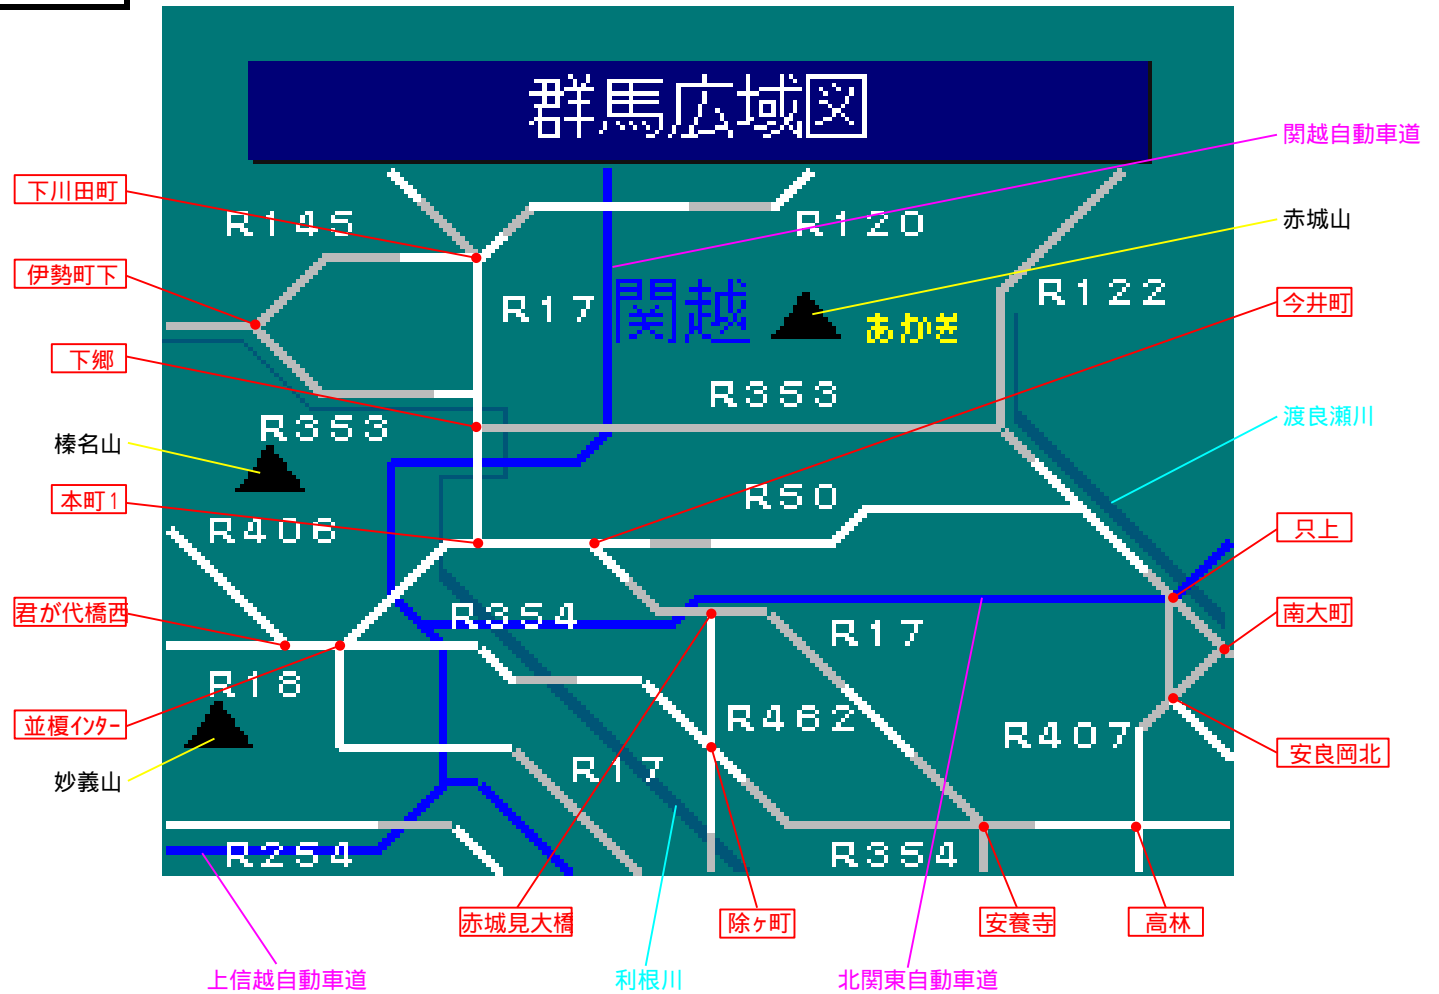 群馬広域図
関越自動車道
下川田町
R145
R120
赤城山
伊勢町下
R17
関越
あかぎ
R122
今井町
下郷
R353
R353
渡良瀬川
榛名山
本町1
R50
R406
只上
君が代橋西
R354
R17
南大町
R18
並榎インター
R462
R407
安良岡北
妙義山
R17
R254
R354
赤城見大橋
除ヶ町
安養寺
高林
上信越自動車道
利根川
北関東自動車道